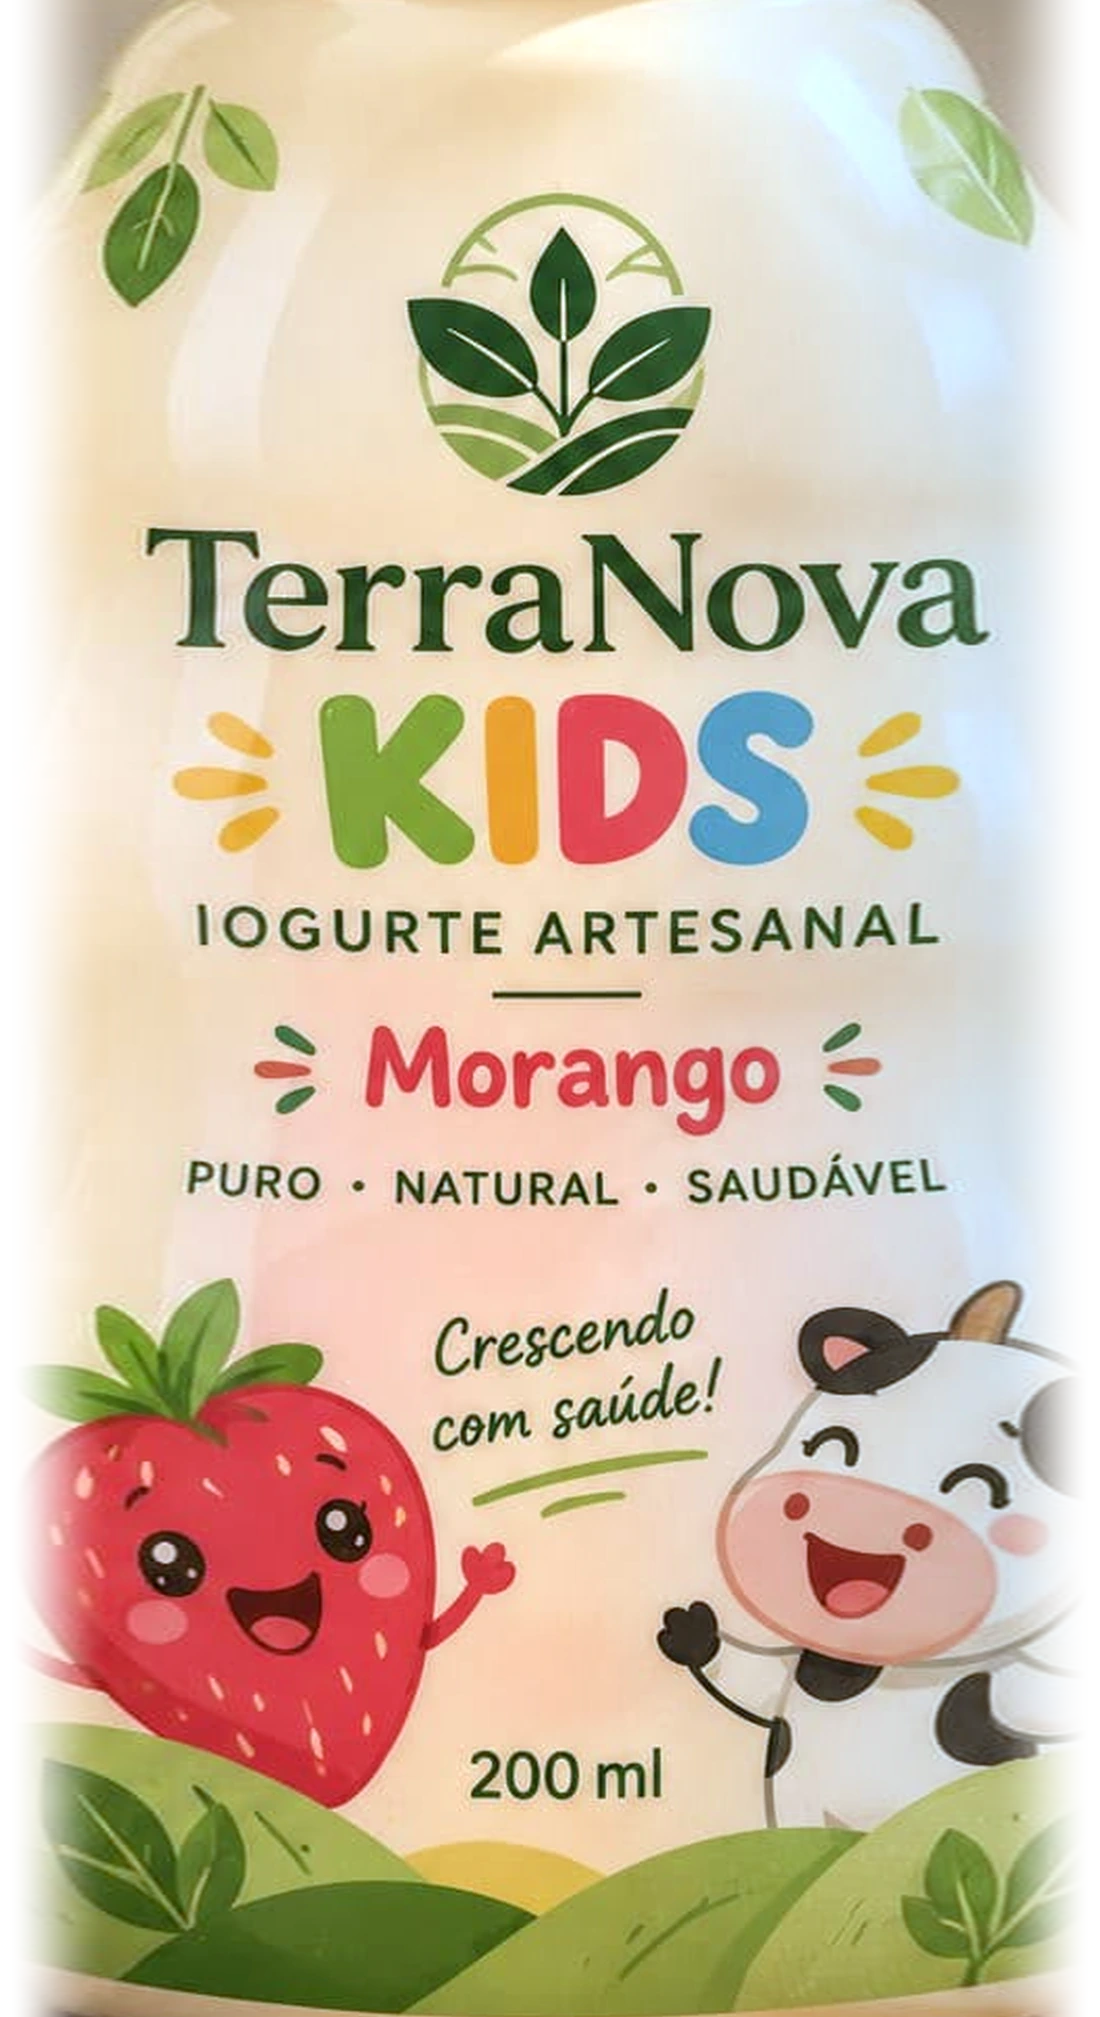 TerraNova
KIDS
IOGURTE ARTESANAL
Morango
PURO · NATURAL · SAUDÁVEL
Crescendo
com saúde!
200 ml